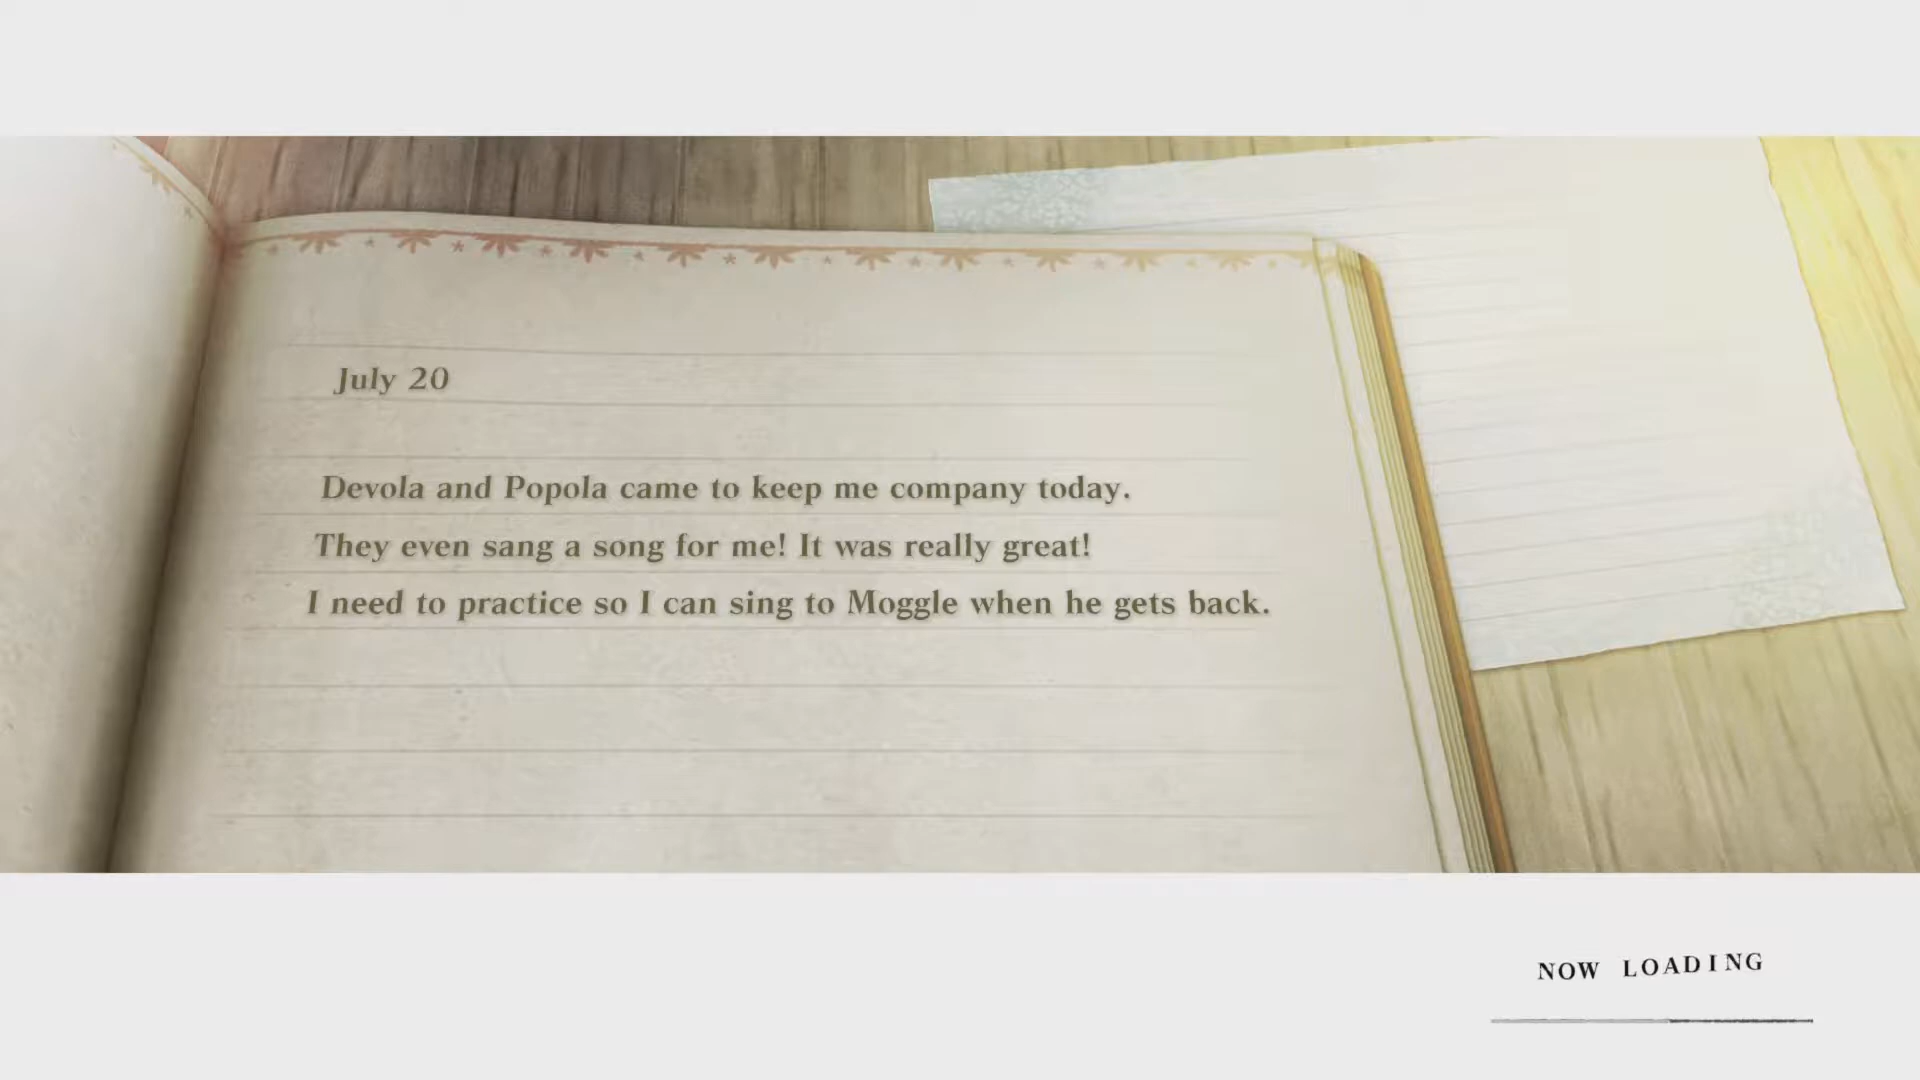 July 20
Devola and Popola came to keep me company today.
They even sang a song for me! It was really great!
I need to practice so I can sing to Moggle when he gets back.
NOW LOADING